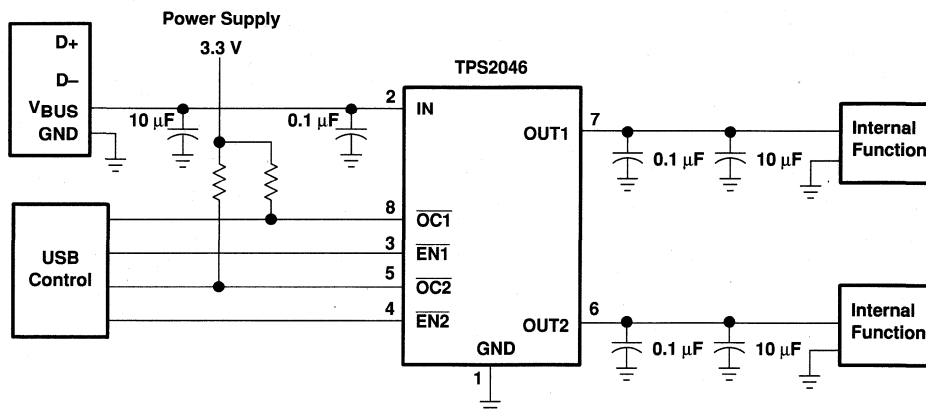 Power Supply
3.3 V
D+
D–
VBUS
GND
10 µF
0.1 µF
TPS2046
2
IN
OUT1
7
0.1 µF
10 µF
Internal
Function
USB
Control
8
OC1
3
EN1
5
OC2
4
EN2
GND
1
OUT2
6
0.1 µF
10 µF
Internal
Function